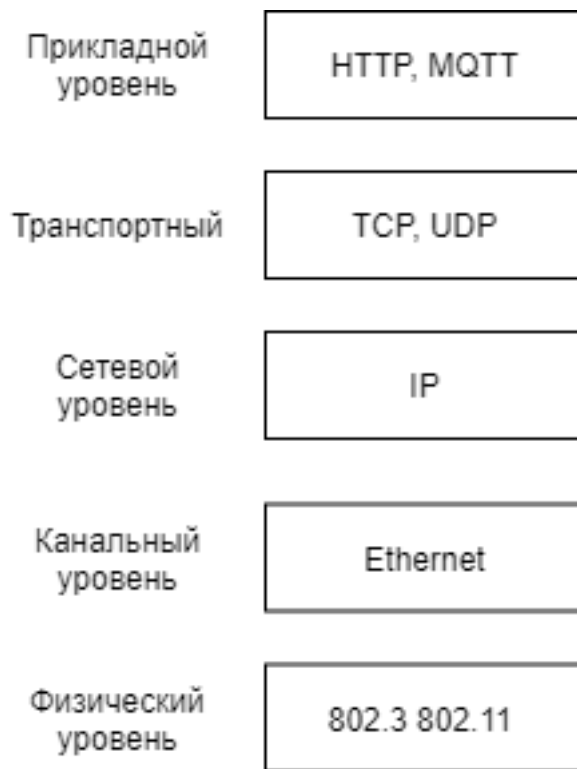 Прикладной
уровень
HTTP, MQTT
Транспортный
TCP, UDP
Сетевой
уровень
IP
Канальный
уровень
Ethernet
Физический
уровень
802.3 802.11